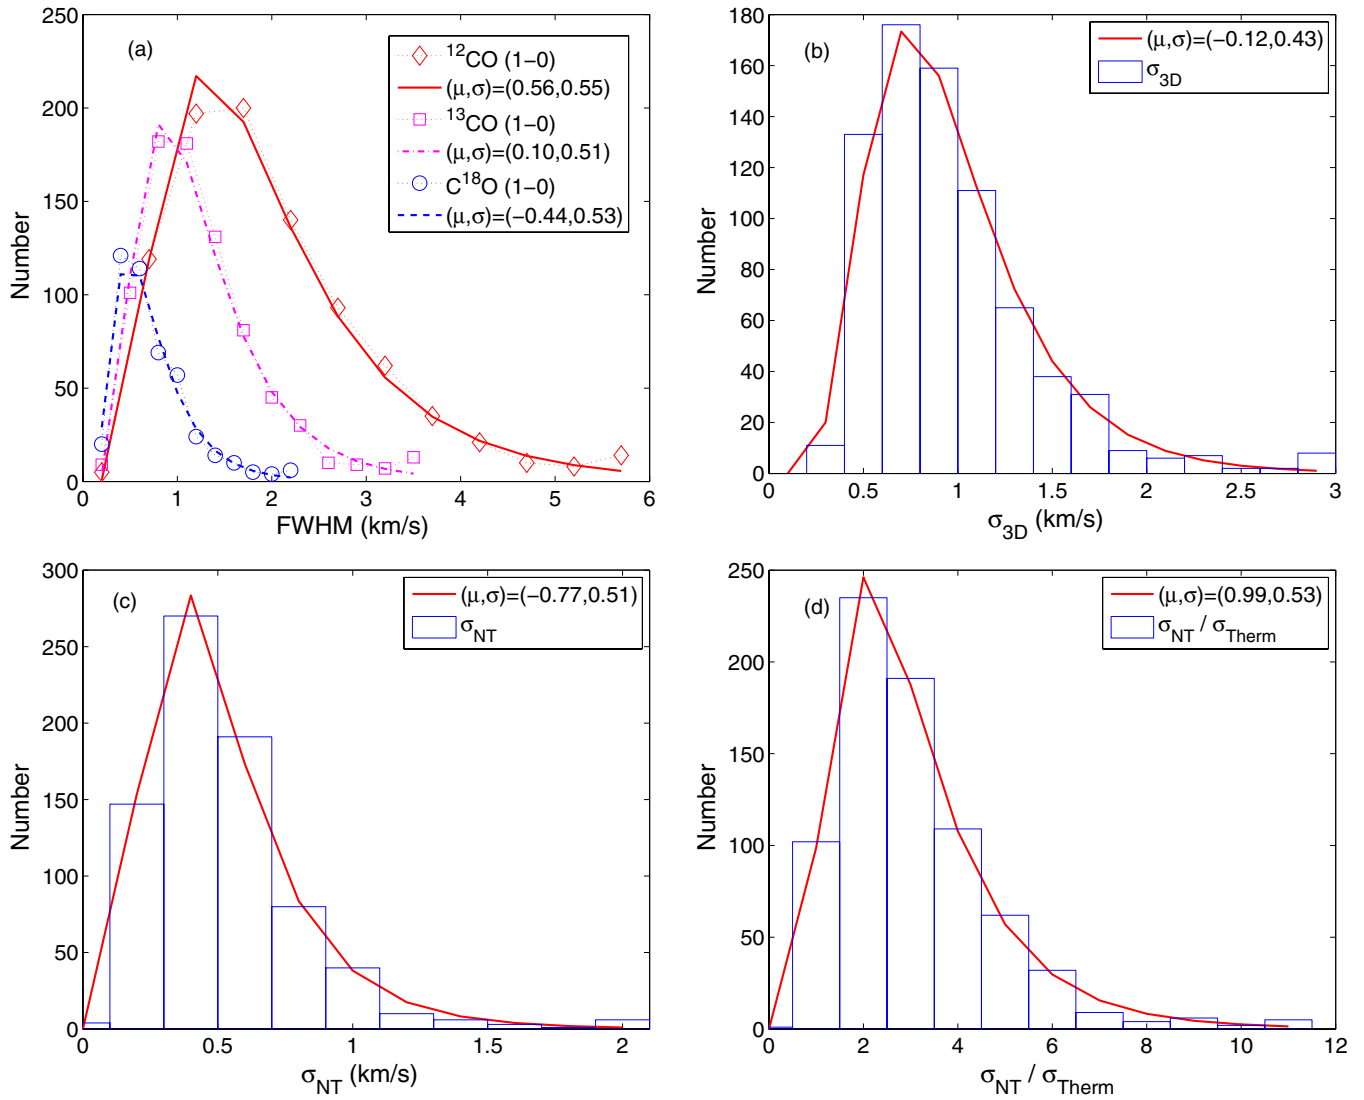 (a)
¹²CO (1−0)
(μ,σ)=(0.56,0.55)
¹³CO (1−0)
(μ,σ)=(0.10,0.51)
C¹⁸O (1−0)
(μ,σ)=(−0.44,0.53)
250
200
150
100
50
0
Number
0 1 2 3 4 5 6
FWHM (km/s)
(b)
(μ,σ)=(−0.12,0.43)
σ3D
180
160
140
120
100
80
60
40
20
0
Number
0 0.5 1 1.5 2 2.5 3
σ3D (km/s)
(c)
(μ,σ)=(−0.77,0.51)
σNT
300
250
200
150
100
50
0
Number
0 0.5 1 1.5 2
σNT (km/s)
(d)
(μ,σ)=(0.99,0.53)
σNT / σTherm
250
200
150
100
50
0
Number
0 2 4 6 8 10 12
σNT / σTherm